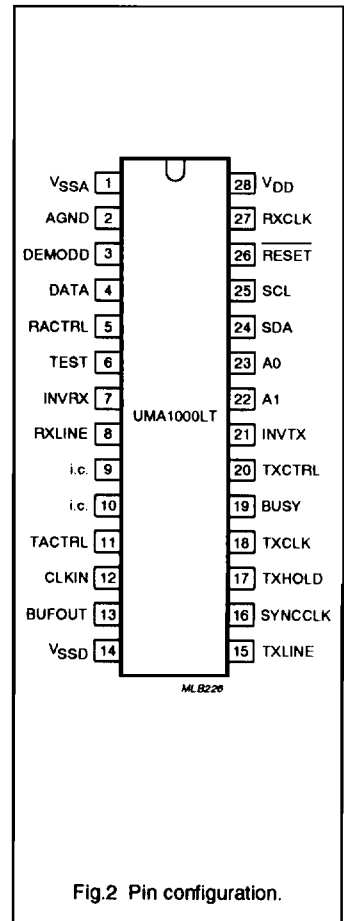 VSSA 1 28 VDD
AGND 2 27 RXCLK
DEMODD 3 26 RESET
DATA 4 25 SCL
RACTRL 5 24 SDA
TEST 6 23 A0
INVRX 7 22 A1
UMA1000LT
RXLINE 8 21 INVTX
i.c. 9 20 TXCTRL
i.c. 10 19 BUSY
TACTRL 11 18 TXCLK
CLKIN 12 17 TXHOLD
BUFOUT 13 16 SYNCCLK
VSSD 14 15 TXLINE
MLB226
Fig.2 Pin configuration.